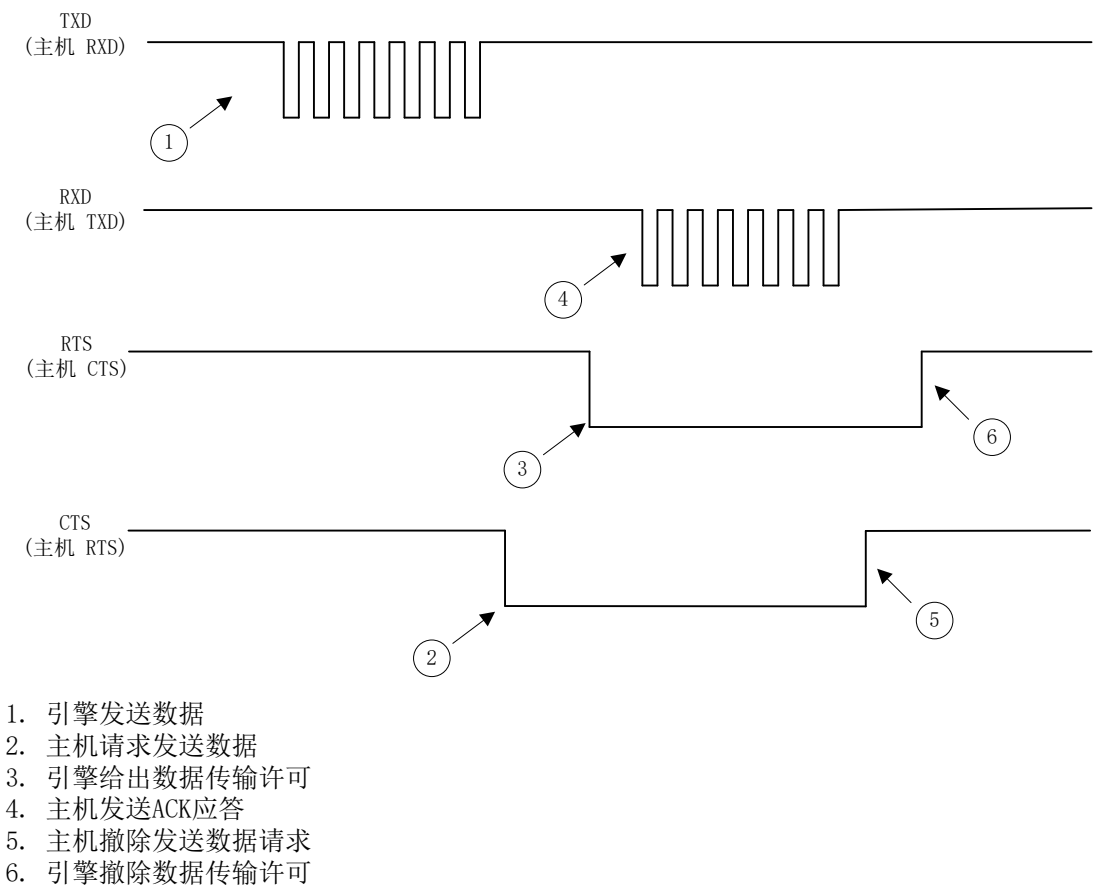 TXD
(主机 RXD)
1
RXD
(主机 TXD)
4
RTS
(主机 CTS)
3
6
CTS
(主机 RTS)
2
5
1. 引擎发送数据
2. 主机请求发送数据
3. 引擎给出数据传输许可
4. 主机发送ACK应答
5. 主机撤除发送数据请求
6. 引擎撤除数据传输许可